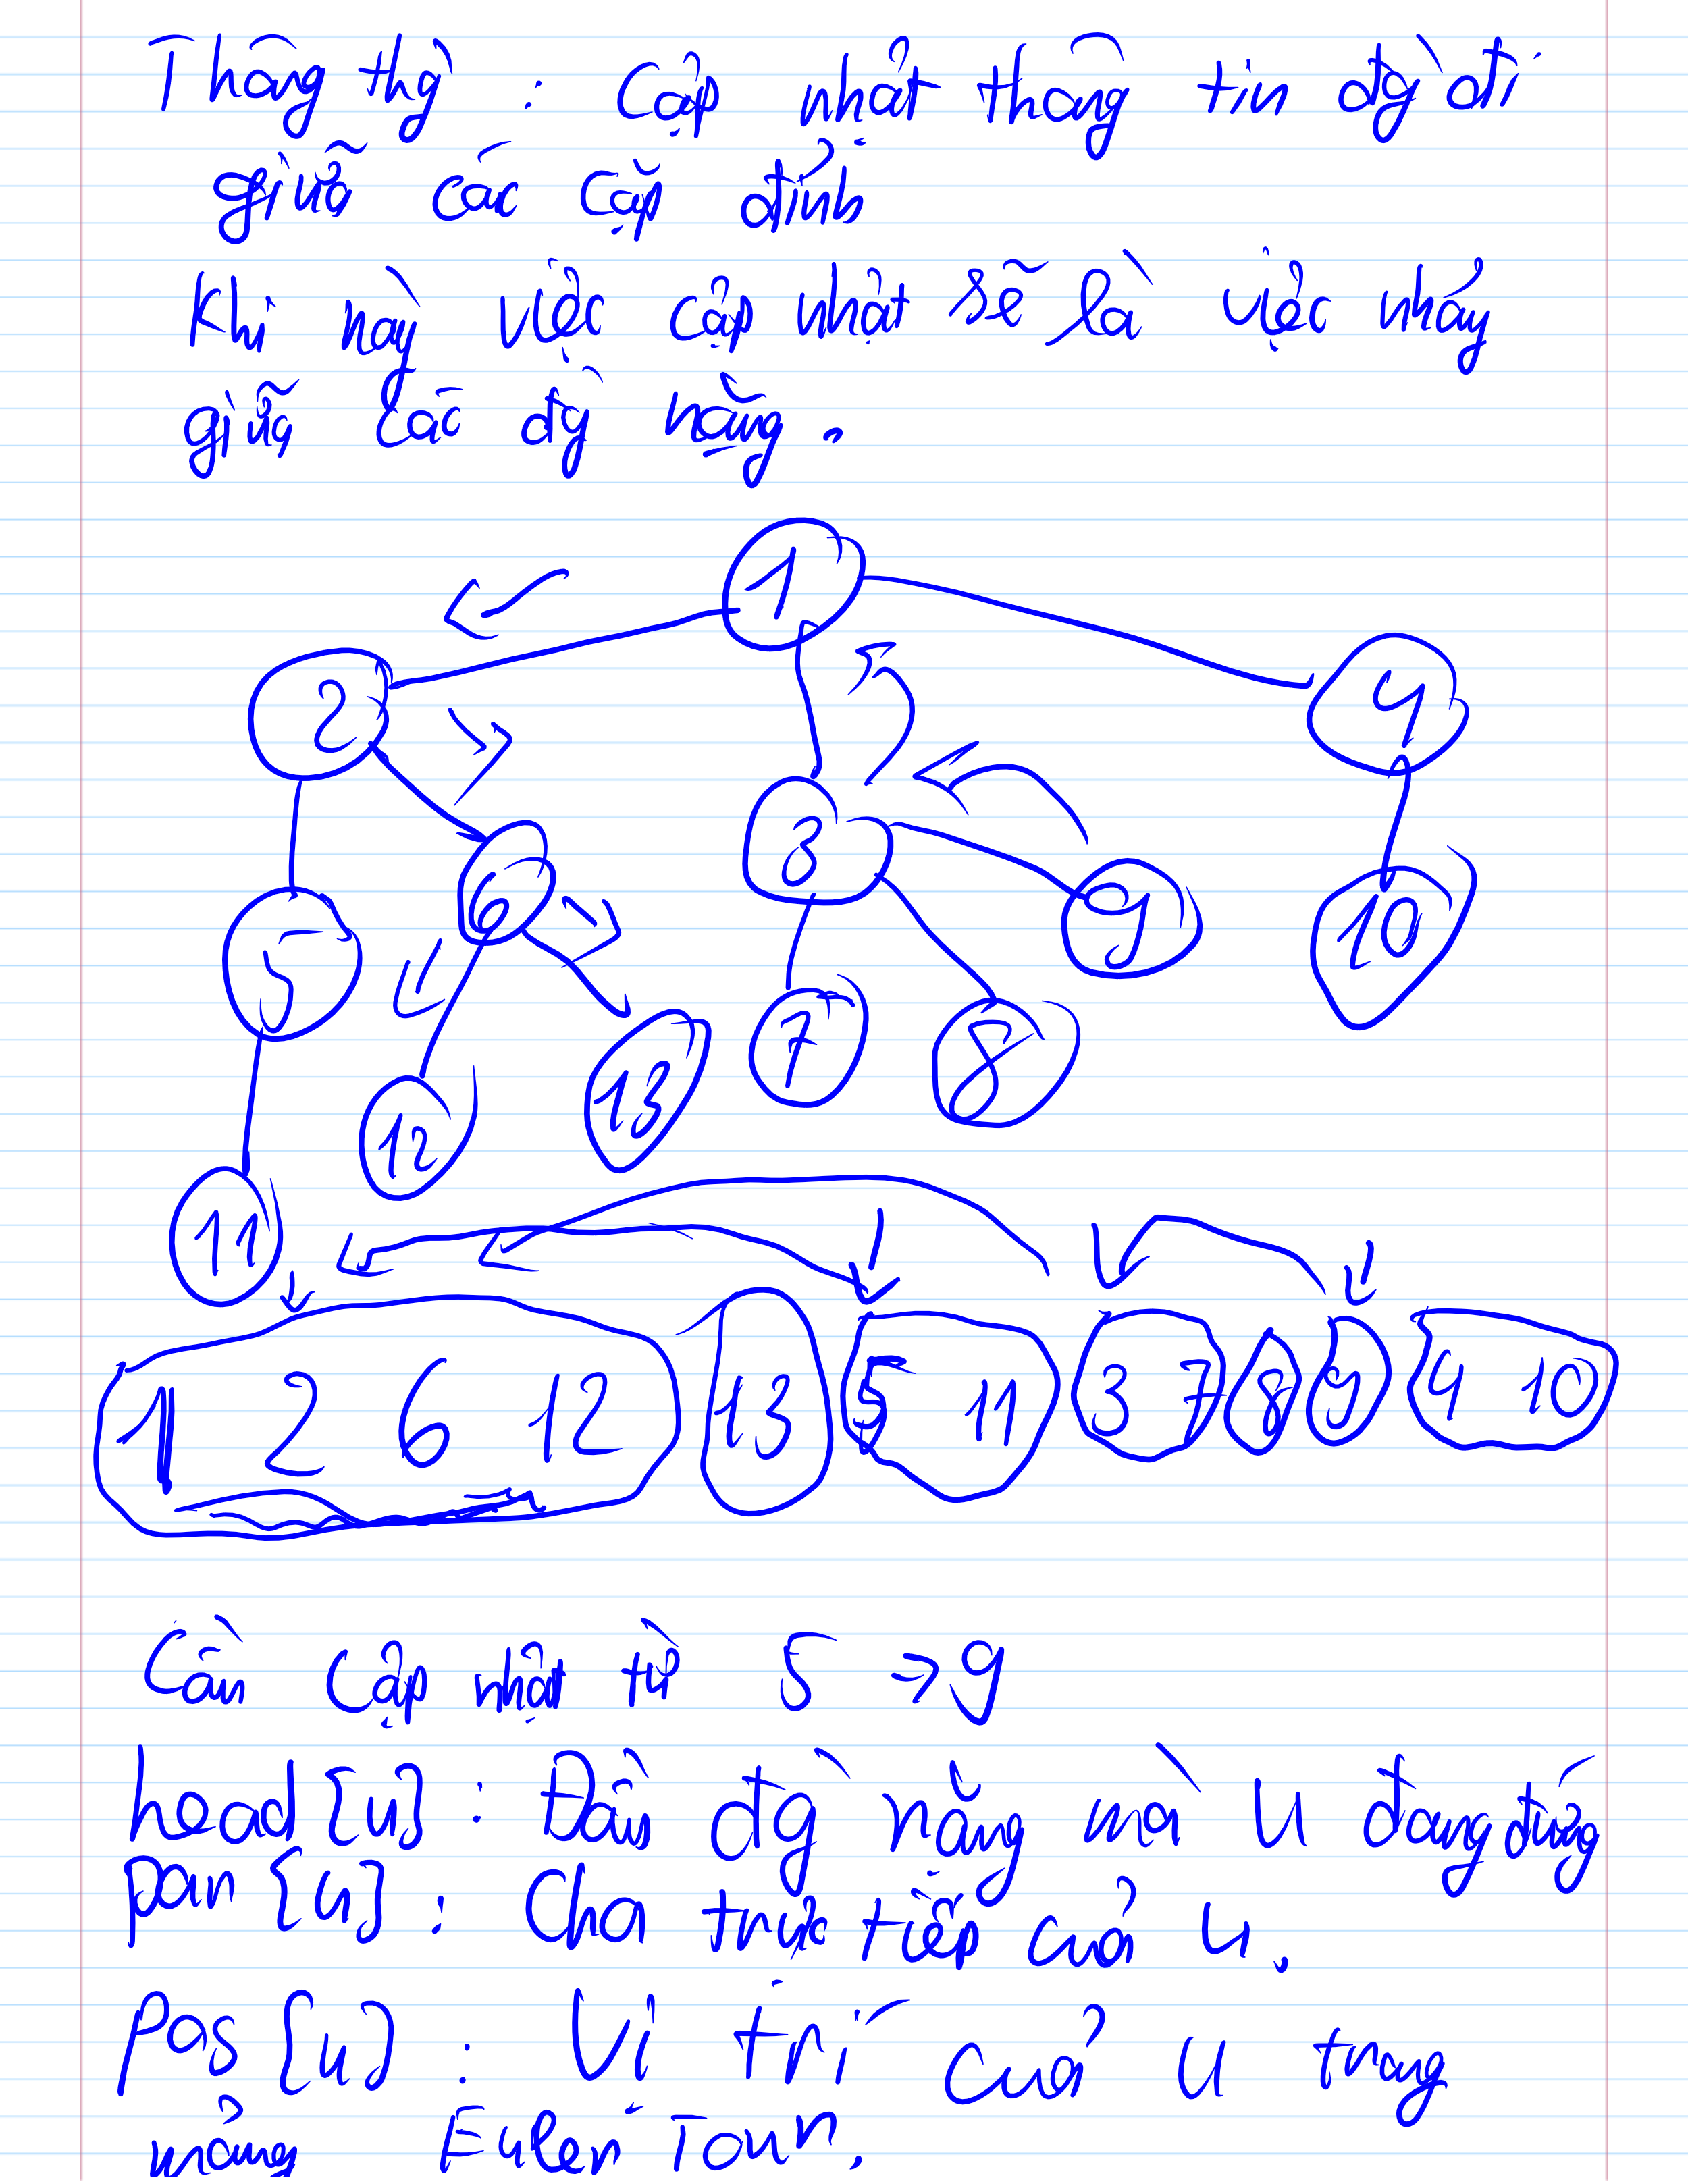 Thông thg : Cập nhật thông tin đg đi
giữa các cặp đỉnh
Khi này việc cập nhật sẽ là việc nhảy
giữa các đg nặng.
1
2
4
3
6
9
10
5
7
8
13
12
11
1 2 6 12 13 5 11 3 7 8 9 4 10
Cần cập nhật từ 5 => 9
head [u] : Đầu đg nặng mà u đang đứng
par [u] : Cha trực tiếp của u.
Pos [u] : Vị trí của u trong
mảng Euler Tour.